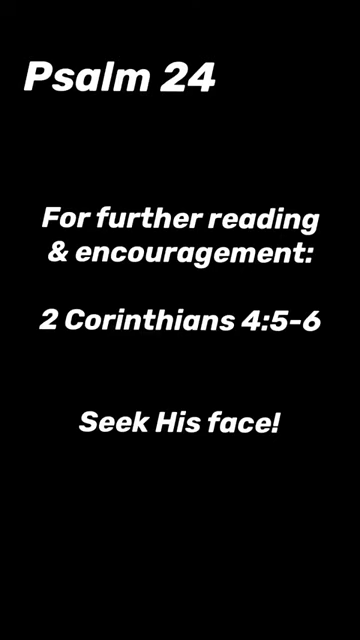 Psalm 24
For further reading
& encouragement:
2 Corinthians 4:5-6
Seek His face!